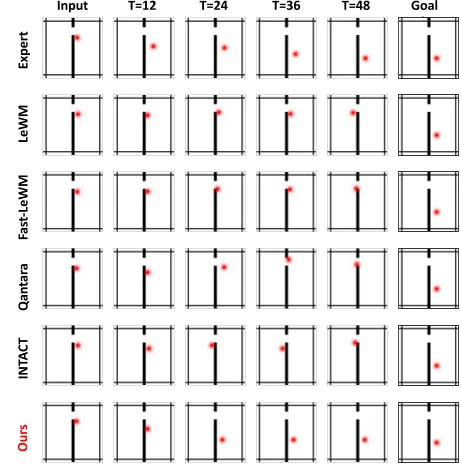 Input T=12 T=24 T=36 T=48 Goal
Expert
LeWM
Fast-LeWM
Qantara
INTACT
Ours